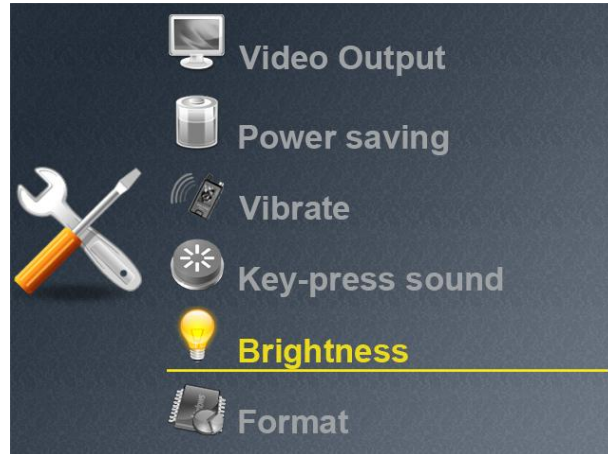 Video Output
Power saving
Vibrate
Key-press sound
Brightness
Format